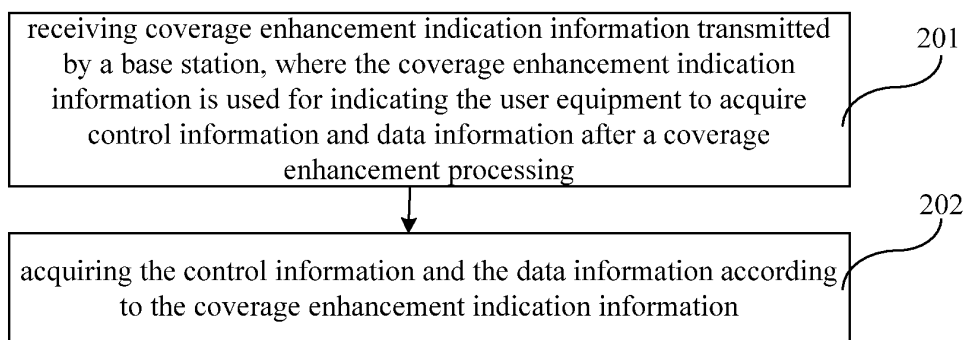 receiving coverage enhancement indication information transmitted
by a base station, where the coverage enhancement indication
information is used for indicating the user equipment to acquire
control information and data information after a coverage
enhancement processing
201
202
acquiring the control information and the data information according
to the coverage enhancement indication information